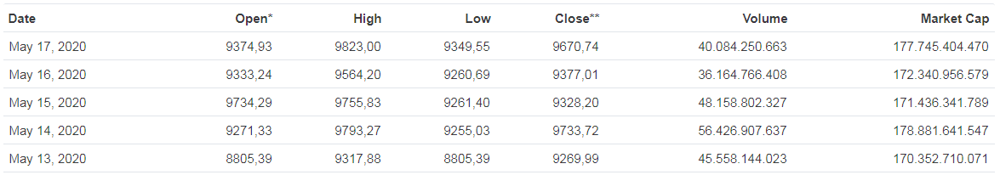 Date Open* High Low Close** Volume Market Cap
May 17, 2020 9374,93 9823,00 9349,55 9670,74 40.084.250.663 177.745.404.470
May 16, 2020 9333,24 9564,20 9260,69 9377,01 36.164.766.408 172.340.956.579
May 15, 2020 9734,29 9755,83 9261,40 9328,20 48.158.802.327 171.436.341.789
May 14, 2020 9271,33 9793,27 9255,03 9733,72 56.426.907.637 178.881.641.547
May 13, 2020 8805,39 9317,88 8805,39 9269,99 45.558.144.023 170.352.710.071